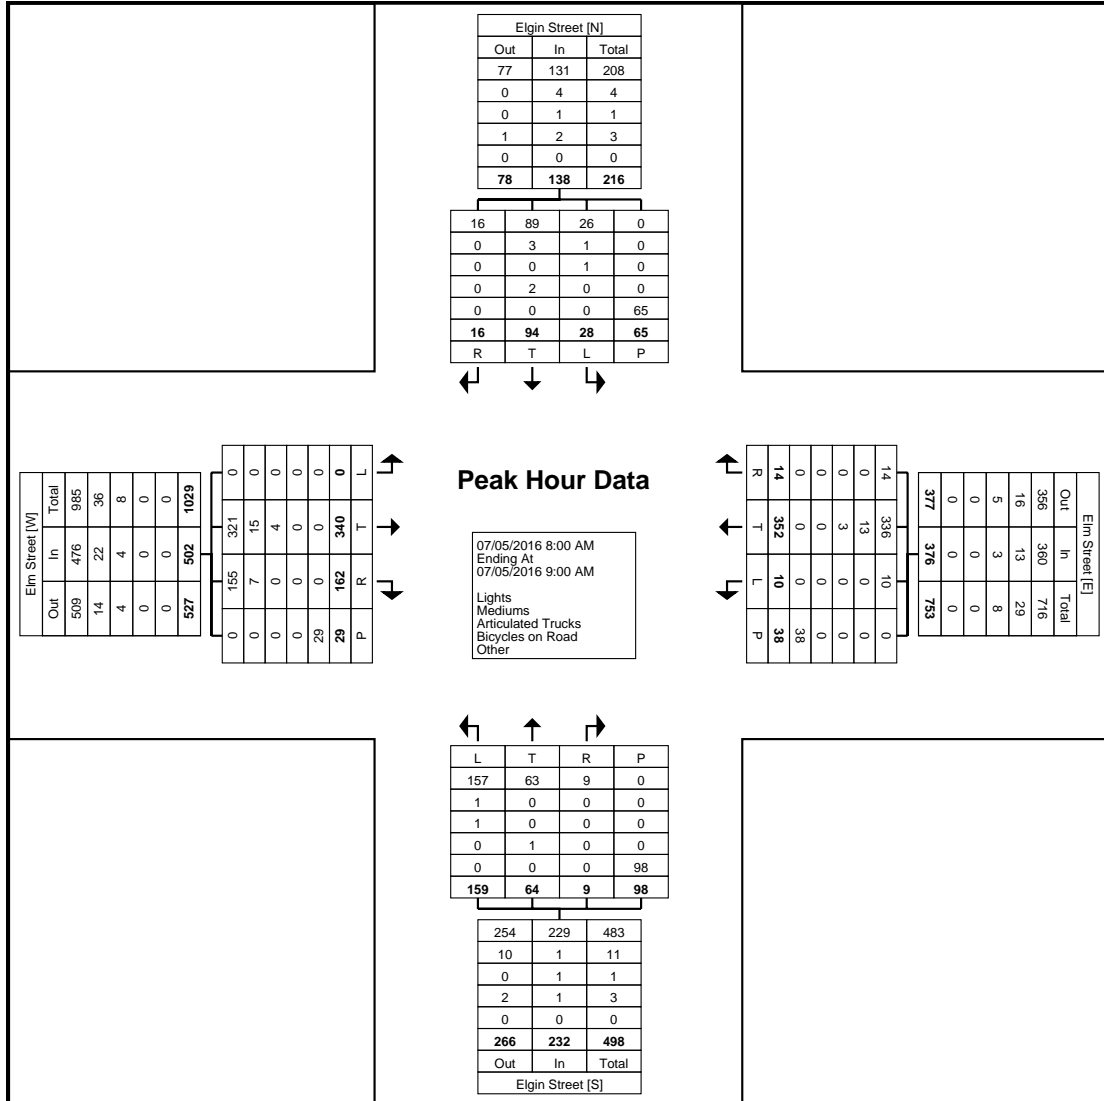 Elgin Street [N]
Out In Total
77 131 208
0 4 4
0 1 1
1 2 3
0 0 0
78 138 216
16 89 26 0
0 3 1 0
0 0 1 0
0 2 0 0
0 0 0 65
16 94 28 65
R T L P
Elm Street [W]
Total In Out
985 476 509
36 22 14
8 4 4
0 0 0
0 0 0
1029 502 527
0 321 155 0
0 15 7 0
0 4 0 0
0 0 0 0
0 0 0 29
0 340 162 29
L T R P
Peak Hour Data
07/05/2016 8:00 AM
Ending At
07/05/2016 9:00 AM
Lights
Mediums
Articulated Trucks
Bicycles on Road
Other
R T L P
14 352 10 38
0 0 0 38
0 0 0 0
0 3 0 0
0 13 0 0
14 336 10 0
377 376 753
0 0 0
0 0 0
5 3 8
16 13 29
356 360 716
Out In Total
Elm Street [E]
L T R P
157 63 9 0
1 0 0 0
1 0 0 0
0 1 0 0
0 0 0 98
159 64 9 98
254 229 483
10 1 11
0 1 1
2 1 3
0 0 0
266 232 498
Out In Total
Elgin Street [S]